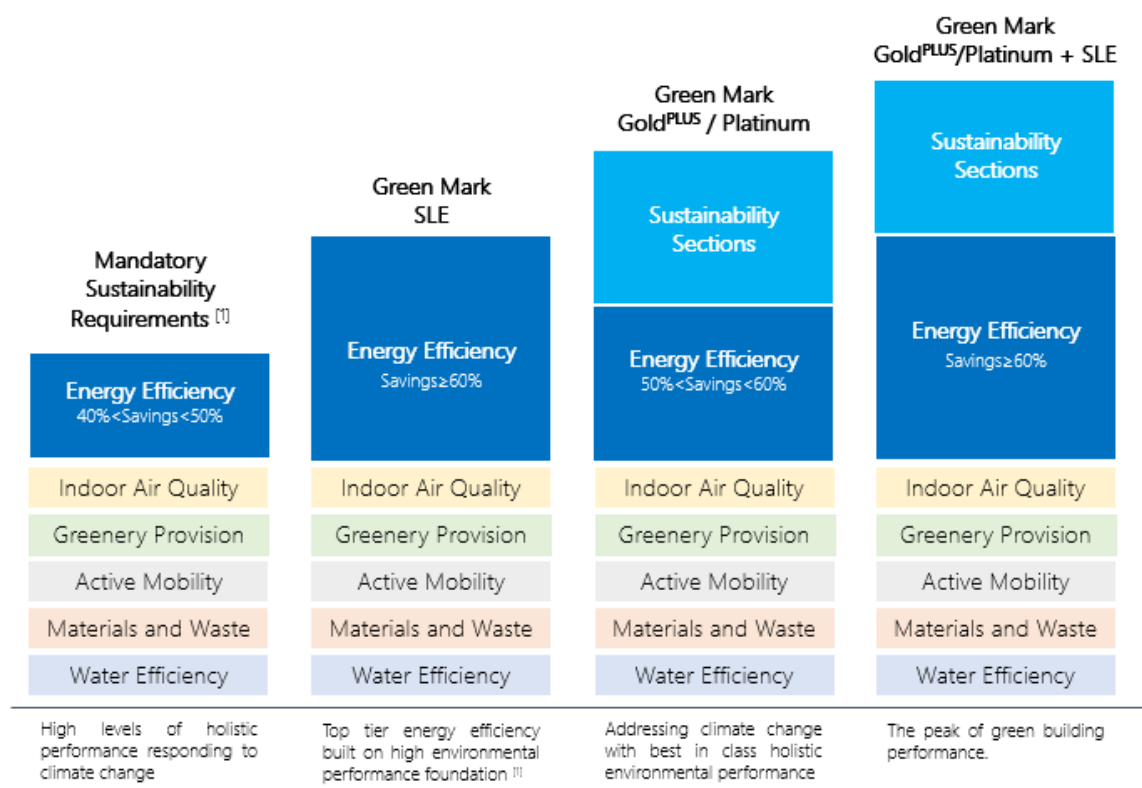 Mandatory
Sustainability
Requirements [1]
Energy Efficiency
40%<Savings<50%
Indoor Air Quality
Greenery Provision
Active Mobility
Materials and Waste
Water Efficiency
High levels of holistic
performance responding to
climate change
Green Mark
SLE
Energy Efficiency
Savings≥60%
Indoor Air Quality
Greenery Provision
Active Mobility
Materials and Waste
Water Efficiency
Top tier energy efficiency
built on high environmental
performance foundation [1]
Green Mark
GoldPLUS / Platinum
Sustainability
Sections
Energy Efficiency
50%<Savings<60%
Indoor Air Quality
Greenery Provision
Active Mobility
Materials and Waste
Water Efficiency
Addressing climate change
with best in class holistic
environmental performance
Green Mark
GoldPLUS/Platinum + SLE
Sustainability
Sections
Energy Efficiency
Savings≥60%
Indoor Air Quality
Greenery Provision
Active Mobility
Materials and Waste
Water Efficiency
The peak of green building
performance.